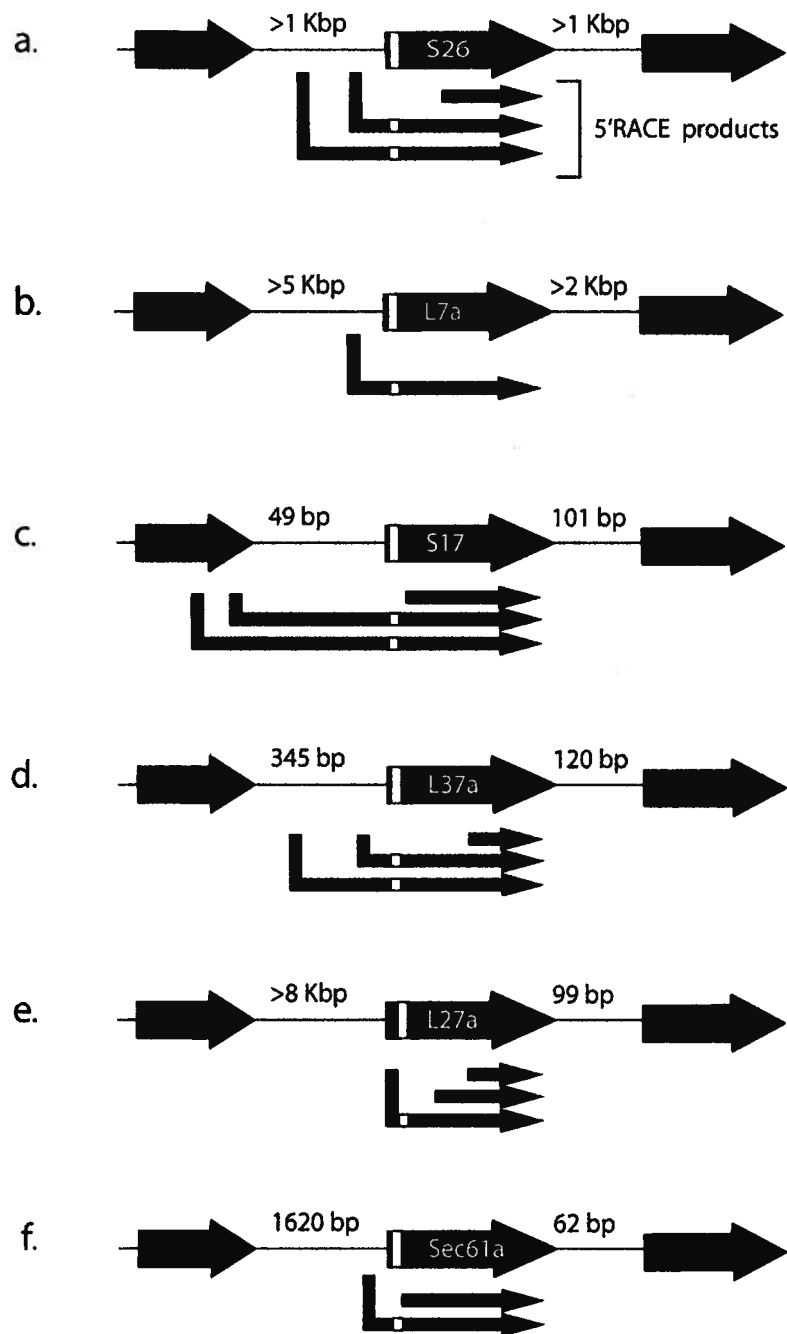 a. >1 Kbp S26 >1 Kbp
5'RACE products
b. >5 Kbp L7a >2 Kbp
c. 49 bp S17 101 bp
d. 345 bp L37a 120 bp
e. >8 Kbp L27a 99 bp
f. 1620 bp Sec61a 62 bp